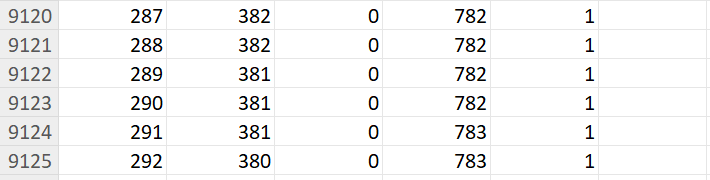 9120 287 382 0 782 1
9121 288 382 0 782 1
9122 289 381 0 782 1
9123 290 381 0 782 1
9124 291 381 0 783 1
9125 292 380 0 783 1